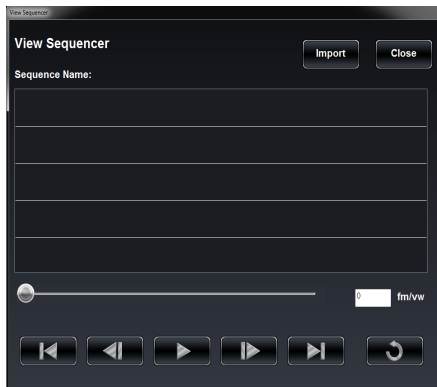 View Sequencer
View Sequencer
Import
Close
Sequence Name:
0
fm/vw